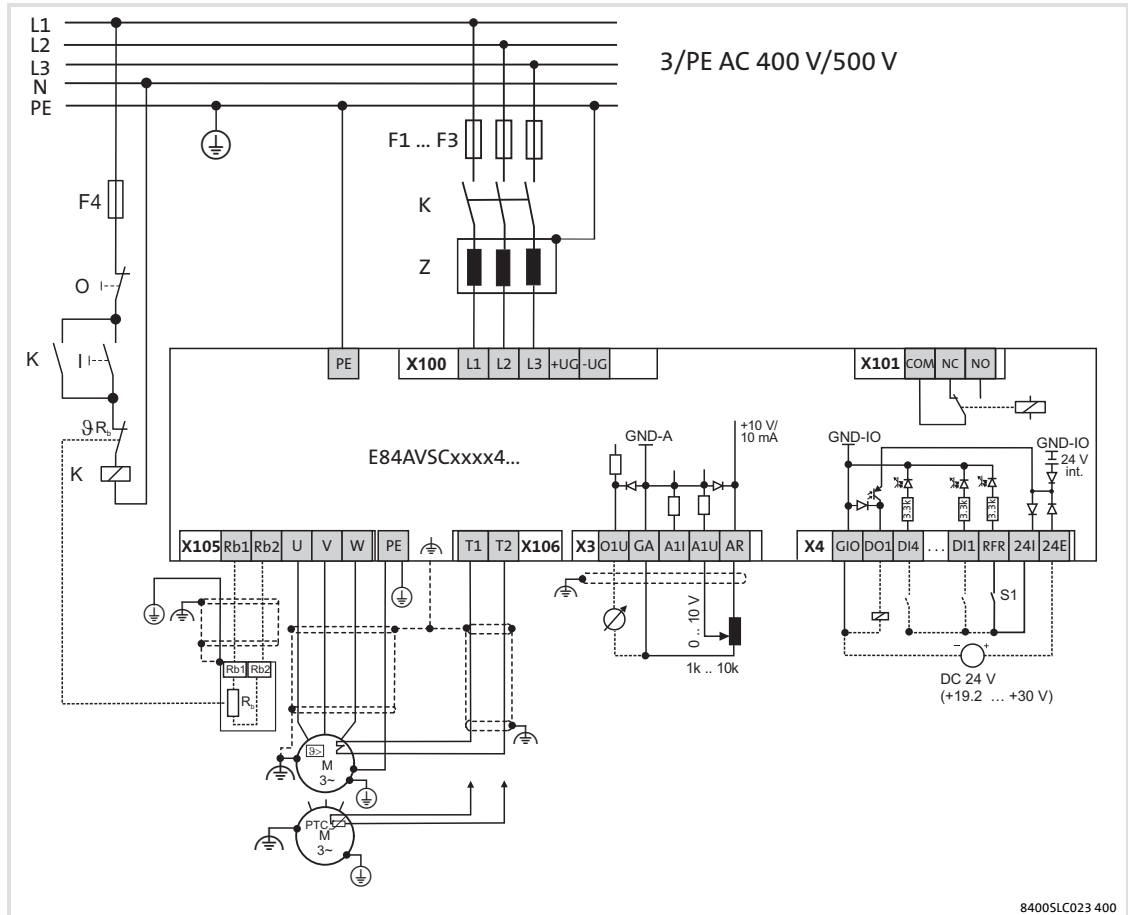 L1
L2
L3
N
PE
3/PE AC 400 V/500 V
F1 ... F3
F4
K
O
Z
K
I
PE
X100 L1 L2 L3 +UG -UG
X101 COM NC NO
ϑ Rb
K
E84AVSCxxxx4...
GND-A
+10 V/
10 mA
GND-IO
GND-IO
24 V
int.
3.3k
3.3k
3.3k
X105 Rb1 Rb2 U V W PE
T1 T2 X106
X3 O1U GA A1I A1U AR
X4 GIO DO1 DI4 ... DI1 RFR 24I 24E
S1
0 .. 10 V
1k .. 10k
− +
DC 24 V
(+19.2 ... +30 V)
Rb1 Rb2
Rb
ϑ>
M
3~
PTC
M
3~
8400SLC023 400